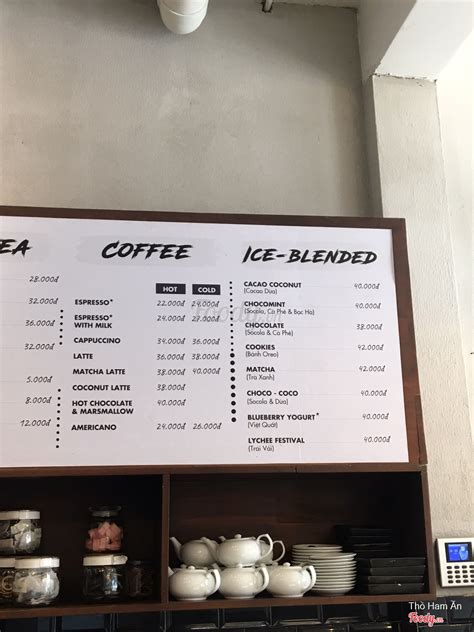 EA
28.000đ
32.000đ
36.000đ
32.000đ
5.000đ
8.000đ
12.000đ
COFFEE
HOT COLD
ESPRESSO* 22.000đ 24.000đ
ESPRESSO* 24.000đ 27.000đ
WITH MILK
CAPPUCCINO 34.000đ 36.000đ
LATTE 36.000đ 38.000đ
MATCHA LATTE 38.000đ 40.000đ
COCONUT LATTE 38.000đ
HOT CHOCOLATE 40.000đ
& MARSMALLOW
AMERICANO 24.000đ 26.000đ
ICE-BLENDED
CACAO COCONUT 40.000đ
(Cacao Dừa)
CHOCOMINT 40.000đ
(Socola, Cà Phê & Bạc Hà)
CHOCOLATE 38.000đ
(Socola & Cà Phê)
COOKIES 42.000đ
(Bánh Oreo)
MATCHA 42.000đ
(Trà Xanh)
CHOCO - COCO 40.000đ
(Socola & Dừa)
BLUEBERRY YOGURT* 40.000đ
(Việt Quất)
LYCHEE FESTIVAL 40.000đ
(Trái Vải)
foody.vn
Thỏ Ham Ăn
Foody.vn